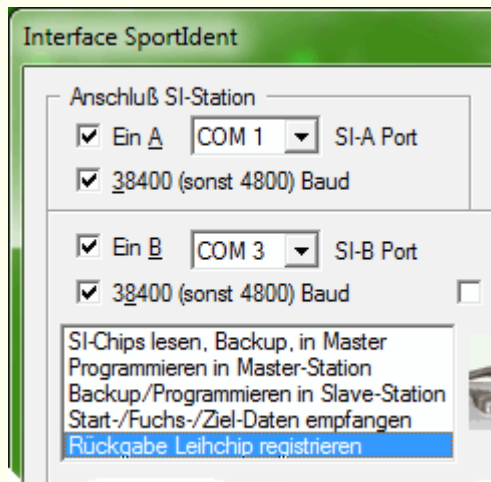 Interface SportIdent
Anschluß SI-Station
Ein A COM 1 SI-A Port
38400 (sonst 4800) Baud
Ein B COM 3 SI-B Port
38400 (sonst 4800) Baud
SI-Chips lesen, Backup, in Master
Programmieren in Master-Station
Backup/Programmieren in Slave-Station
Start-/Fuchs-/Ziel-Daten empfangen
Rückgabe Leihchip registrieren